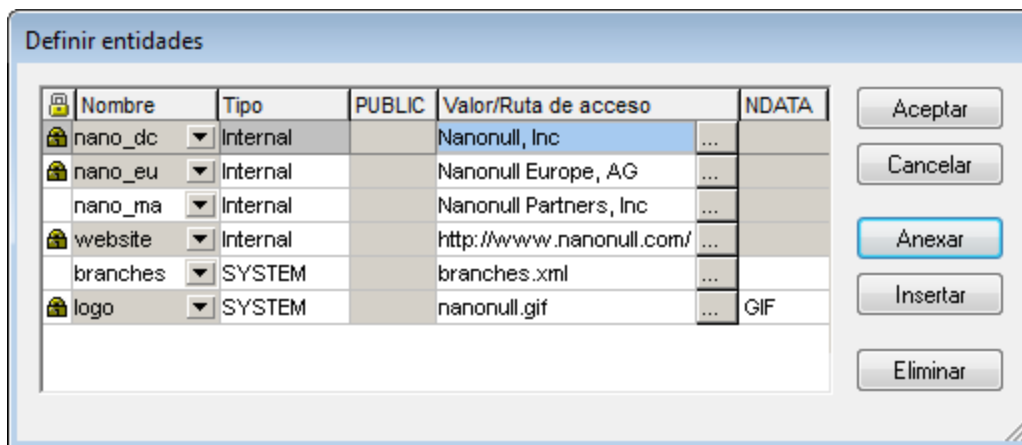 Definir entidades
Nombre Tipo PUBLIC Valor/Ruta de acceso NDATA
nano_dc Internal Nanonull, Inc ...
nano_eu Internal Nanonull Europe, AG ...
nano_ma Internal Nanonull Partners, Inc ...
website Internal http://www.nanonull.com/ ...
branches SYSTEM branches.xml ...
logo SYSTEM nanonull.gif ... GIF
Aceptar
Cancelar
Anexar
Insertar
Eliminar